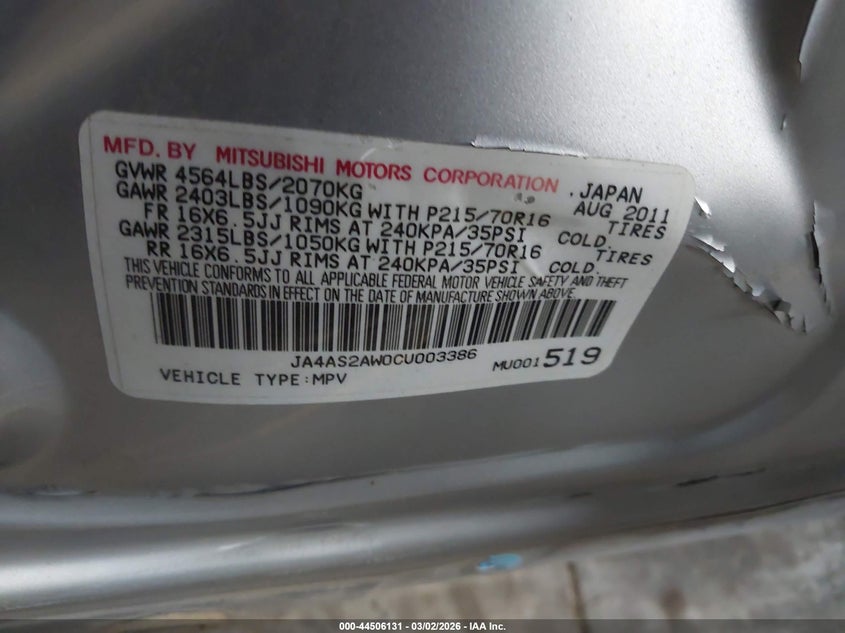 MFD. BY MITSUBISHI MOTORS CORPORATION . JAPAN
GVWR 4564LBS/2070KG AUG 2011
GAWR 2403LBS/1090KG WITH P215/70R16 TIRES
FR 16X6.5JJ RIMS AT 240KPA/35PSI COLD.
GAWR 2315LBS/1050KG WITH P215/70R16 TIRES
RR 16X6.5JJ RIMS AT 240KPA/35PSI COLD.
THIS VEHICLE CONFORMS TO ALL APPLICABLE FEDERAL MOTOR VEHICLE SAFETY AND THEFT
PREVENTION STANDARDS IN EFFECT ON THE DATE OF MANUFACTURE SHOWN ABOVE.
JA4AS2AW0CU003386 MU001519
VEHICLE TYPE:MPV
000-44506131 - 03/02/2026 - IAA Inc.